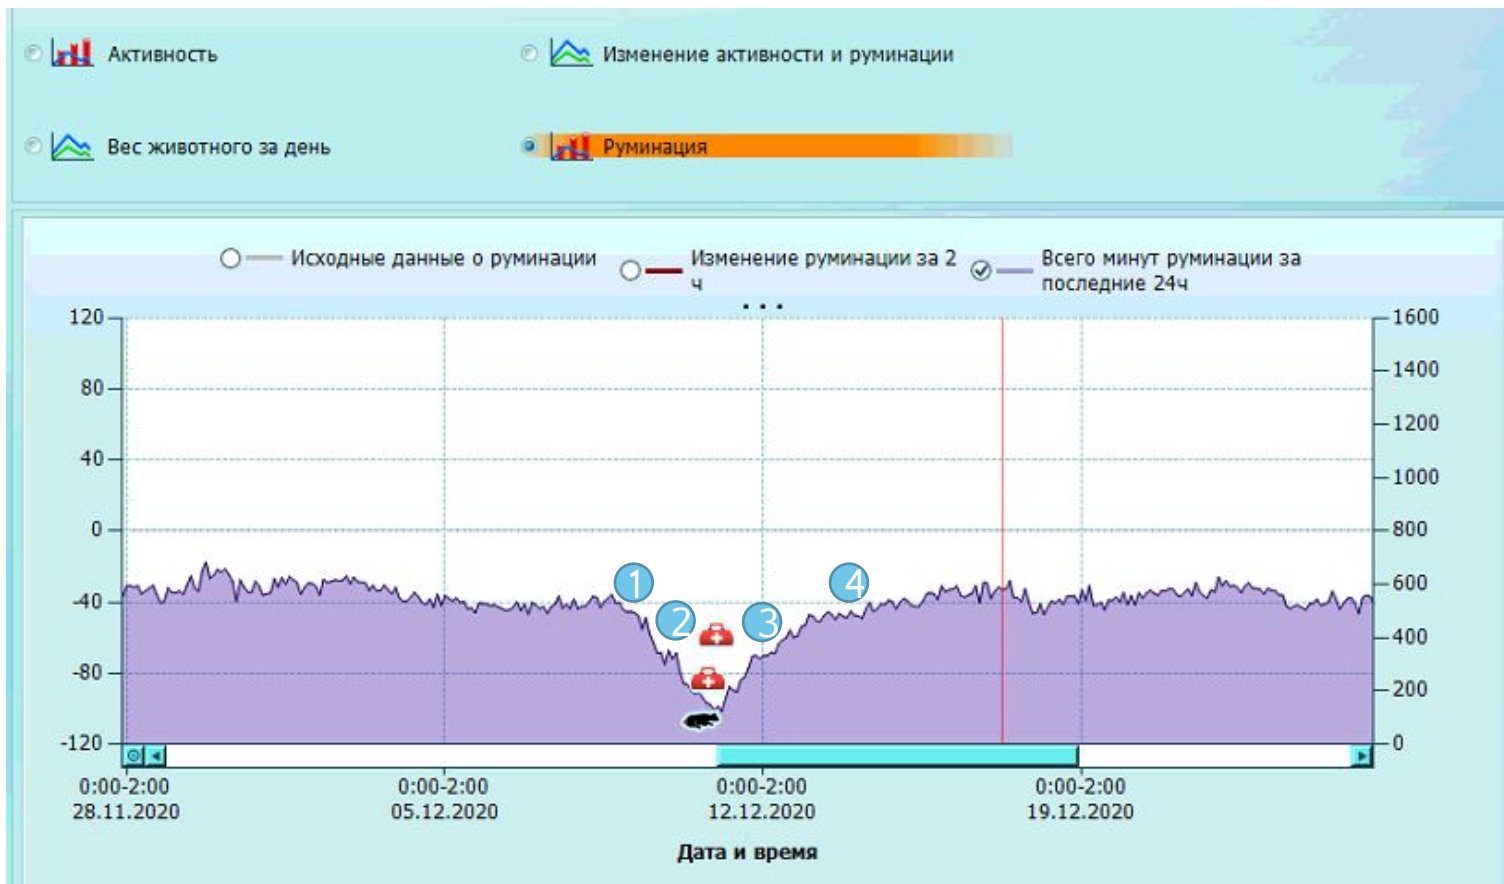 Активность
Изменение активности и руминации
Вес животного за день
Руминация
Исходные данные о руминации
Изменение руминации за 2
ч
Всего минут руминации за
последние 24ч
...
120
80
40
0
-40
-80
-120
1600
1400
1200
1000
800
600
400
200
0
1
2
3
4
0:00-2:00
28.11.2020
0:00-2:00
05.12.2020
0:00-2:00
12.12.2020
0:00-2:00
19.12.2020
Дата и время